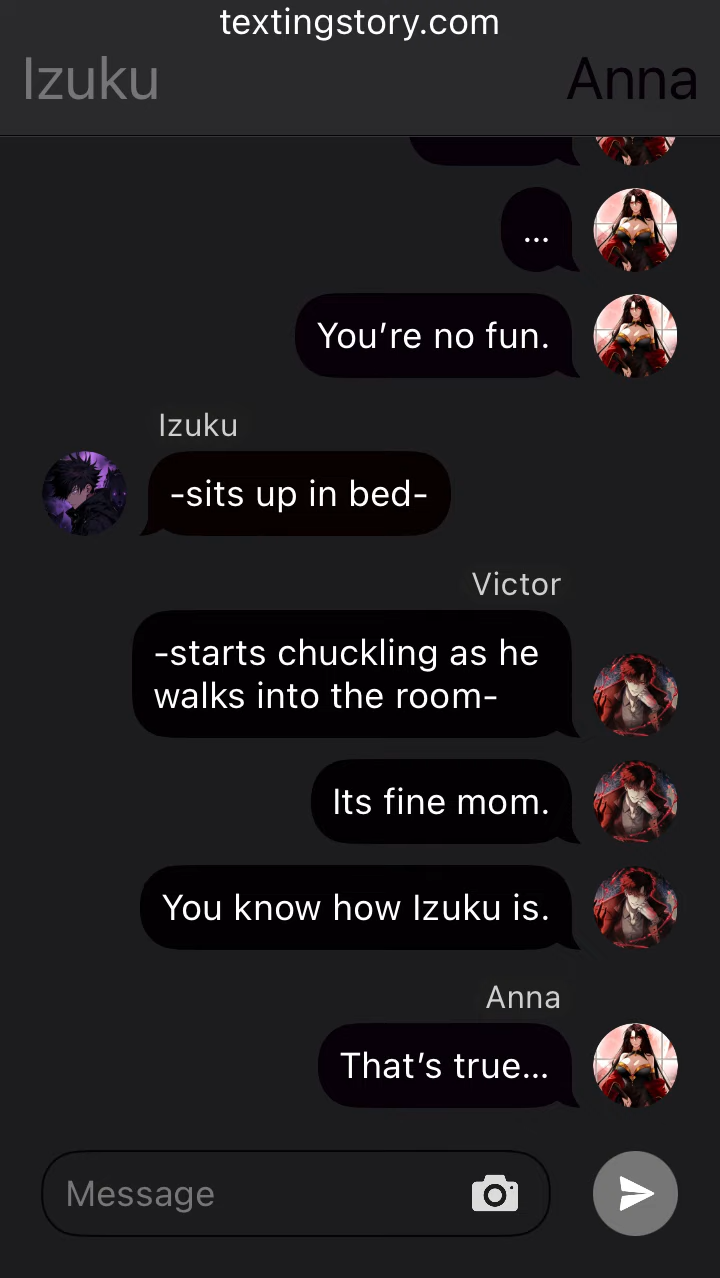 textingstory.com
Izuku
Anna
...
You’re no fun.
Izuku
-sits up in bed-
Victor
-starts chuckling as he
walks into the room-
Its fine mom.
You know how Izuku is.
Anna
That’s true...
Message